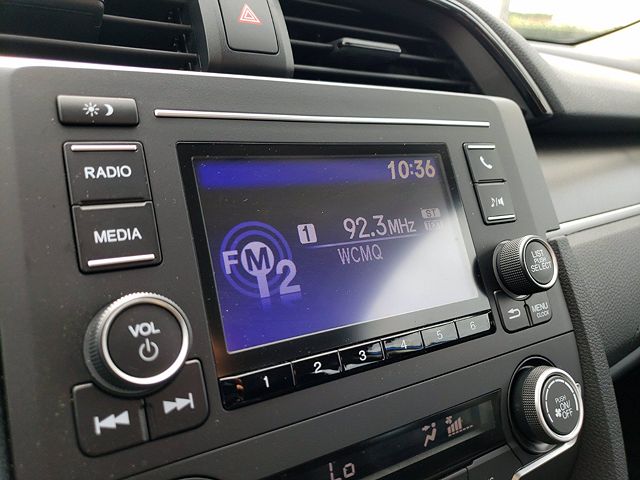 RADIO
MEDIA
VOL
10:36
FM2
1 92.3MHz ST
TEXT
WCMQ
LIST
PUSH
SELECT
MENU
CLOCK
1 2 3 4 5 6
PUSH
ON/
OFF
Lo